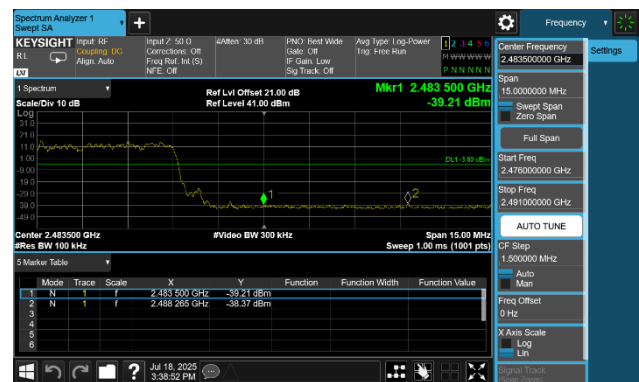 Spectrum Analyzer 1
Swept SA
+
Frequency
KEYSIGHT
RL
LXI
Input: RF
Coupling: DC
Align: Auto
Input Z: 50 Ω
Corrections: Off
Freq Ref: Int (S)
NFE: Off
#Atten: 30 dB
PNO: Best Wide
Gate: Off
IF Gain: Low
Sig Track: Off
Avg Type: Log-Power
Trig: Free Run
1 2 3 4 5 6
M W W W W W
P N N N N N
Center Frequency
2.483500000 GHz
Settings
Span
15.0000000 MHz
Swept Span
Zero Span
Full Span
Start Freq
2.476000000 GHz
Stop Freq
2.491000000 GHz
AUTO TUNE
CF Step
1.500000 MHz
Auto
Man
Freq Offset
0 Hz
X Axis Scale
Log
Lin
Signal Track
(Span Zoom)
1 Spectrum
Scale/Div 10 dB
Ref Lvl Offset 21.00 dB
Ref Level 41.00 dBm
Mkr1 2.483 500 GHz
-39.21 dBm
Log
31.0
21.0
11.0
1.00
-9.00
-19.0
-29.0
-39.0
-49.0
1
2
Center 2.483500 GHz
#Res BW 100 kHz
#Video BW 300 kHz
Span 15.00 MHz
Sweep 1.00 ms (1001 pts)
5 Marker Table
Mode Trace Scale X Y Function Function Width Function Value
1 N 1 f 2.483 500 GHz -39.21 dBm
2 N 1 f 2.488 265 GHz -38.37 dBm
3
4
5
6
?
Jul 18, 2025
3:38:52 PM